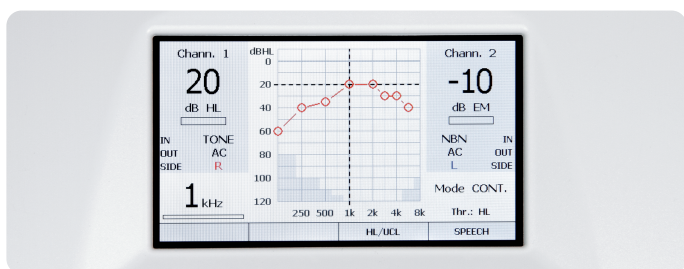 Chann. 1
20
dB HL
IN TONE
OUT AC
SIDE R
1 kHz
dBHL
0
20
40
60
80
100
120
250 500 1k 2k 4k 8k
Chann. 2
-10
dB EM
NBN IN
AC OUT
L SIDE
Mode CONT.
Thr.: HL
HL/UCL SPEECH